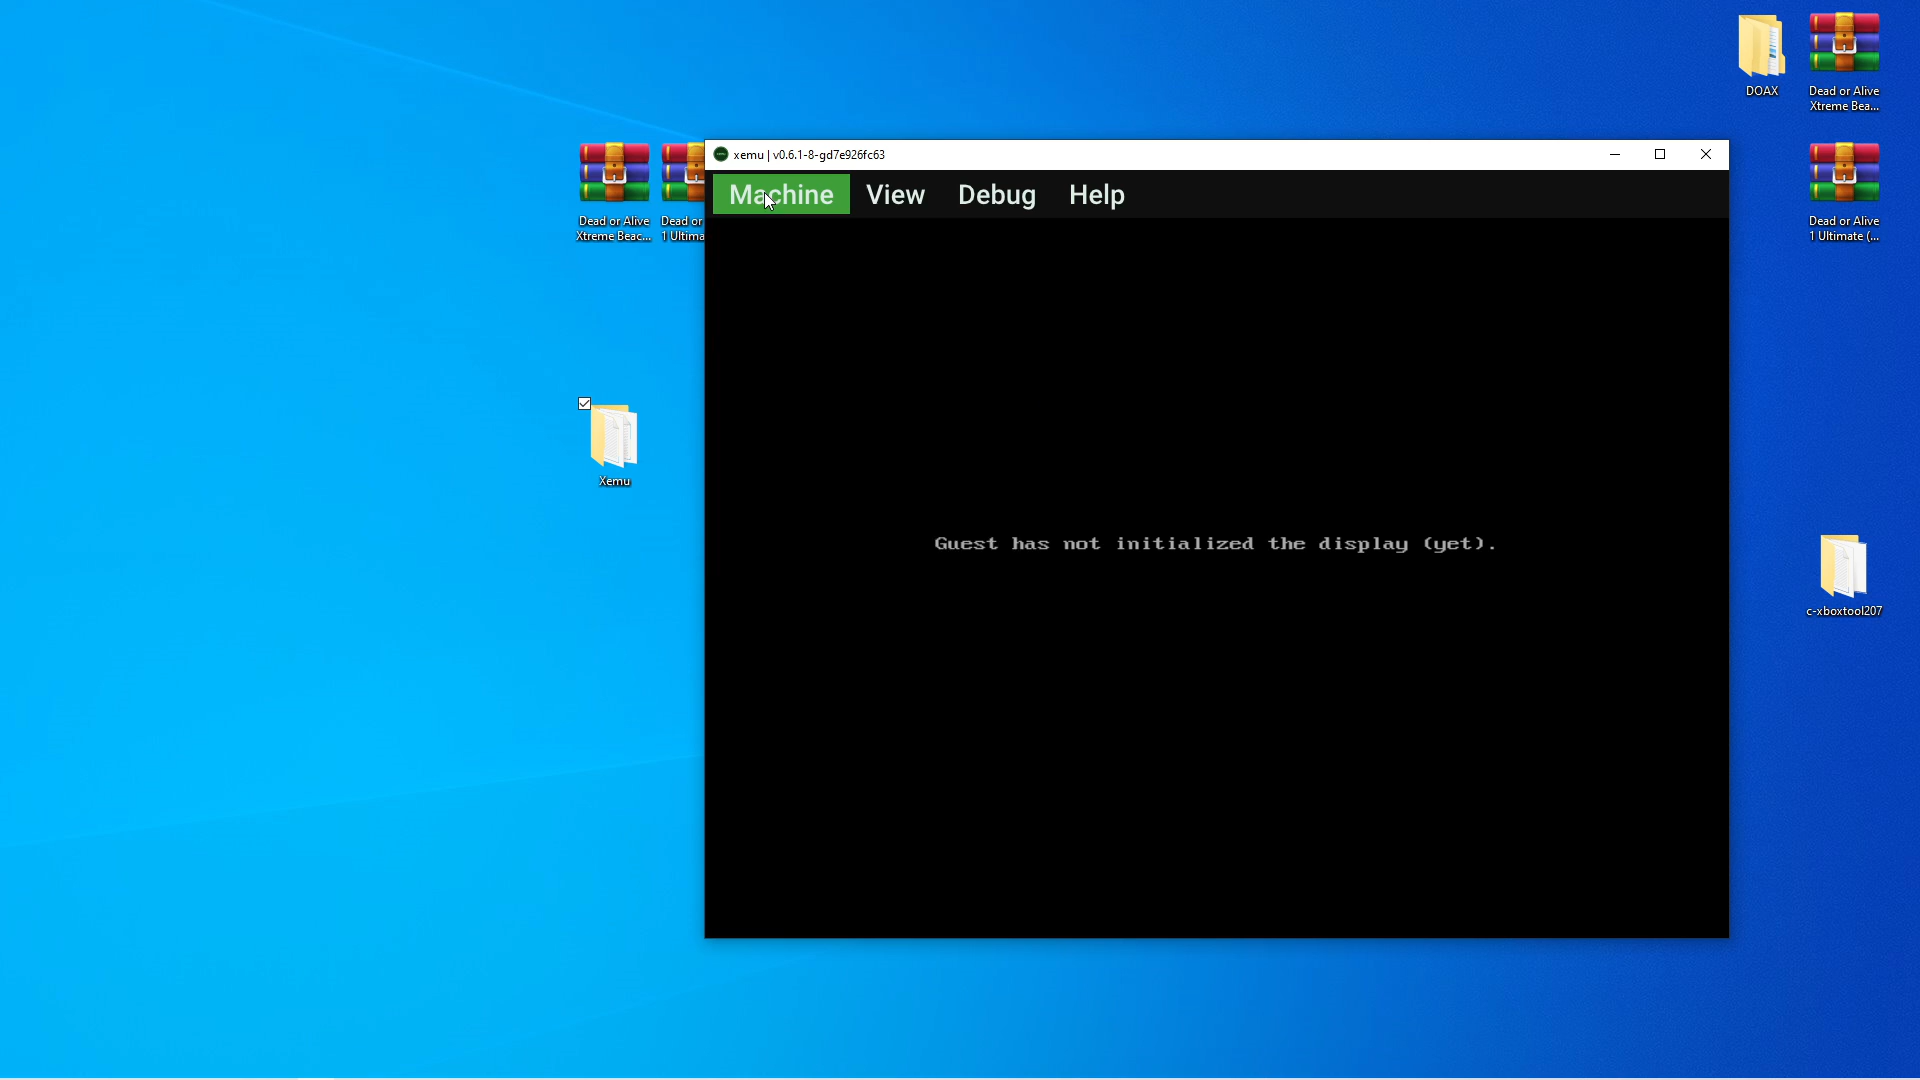 DOAX
Dead or Alive
Xtreme Bea...
xemu | v0.6.1-8-gd7e926fc63
Machine View Debug Help
Dead or Alive
Xtreme Beac...
Dead or
1 Ultima
Dead or Alive
1 Ultimate (...
Xemu
Guest has not initialized the display (yet).
c-xboxtool207